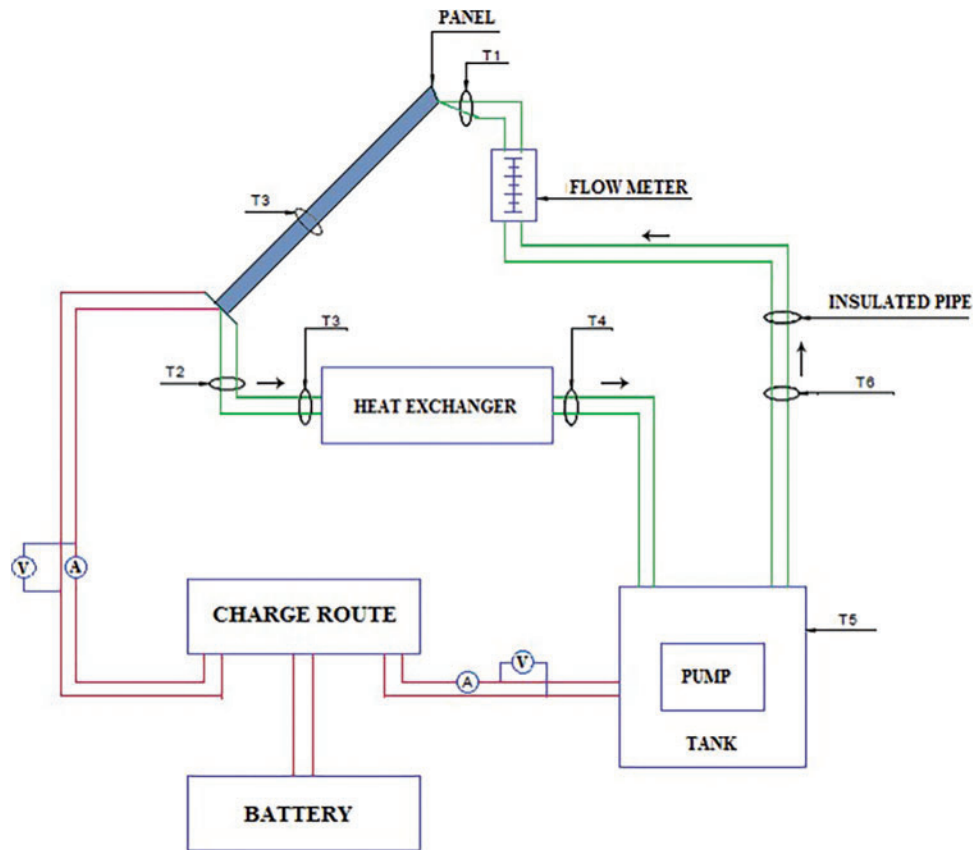 PANEL
T1
FLOW METER
T3
INSULATED PIPE
T3
T4
T2
T6
HEAT EXCHANGER
V
A
CHARGE ROUTE
T5
V
A
PUMP
TANK
BATTERY